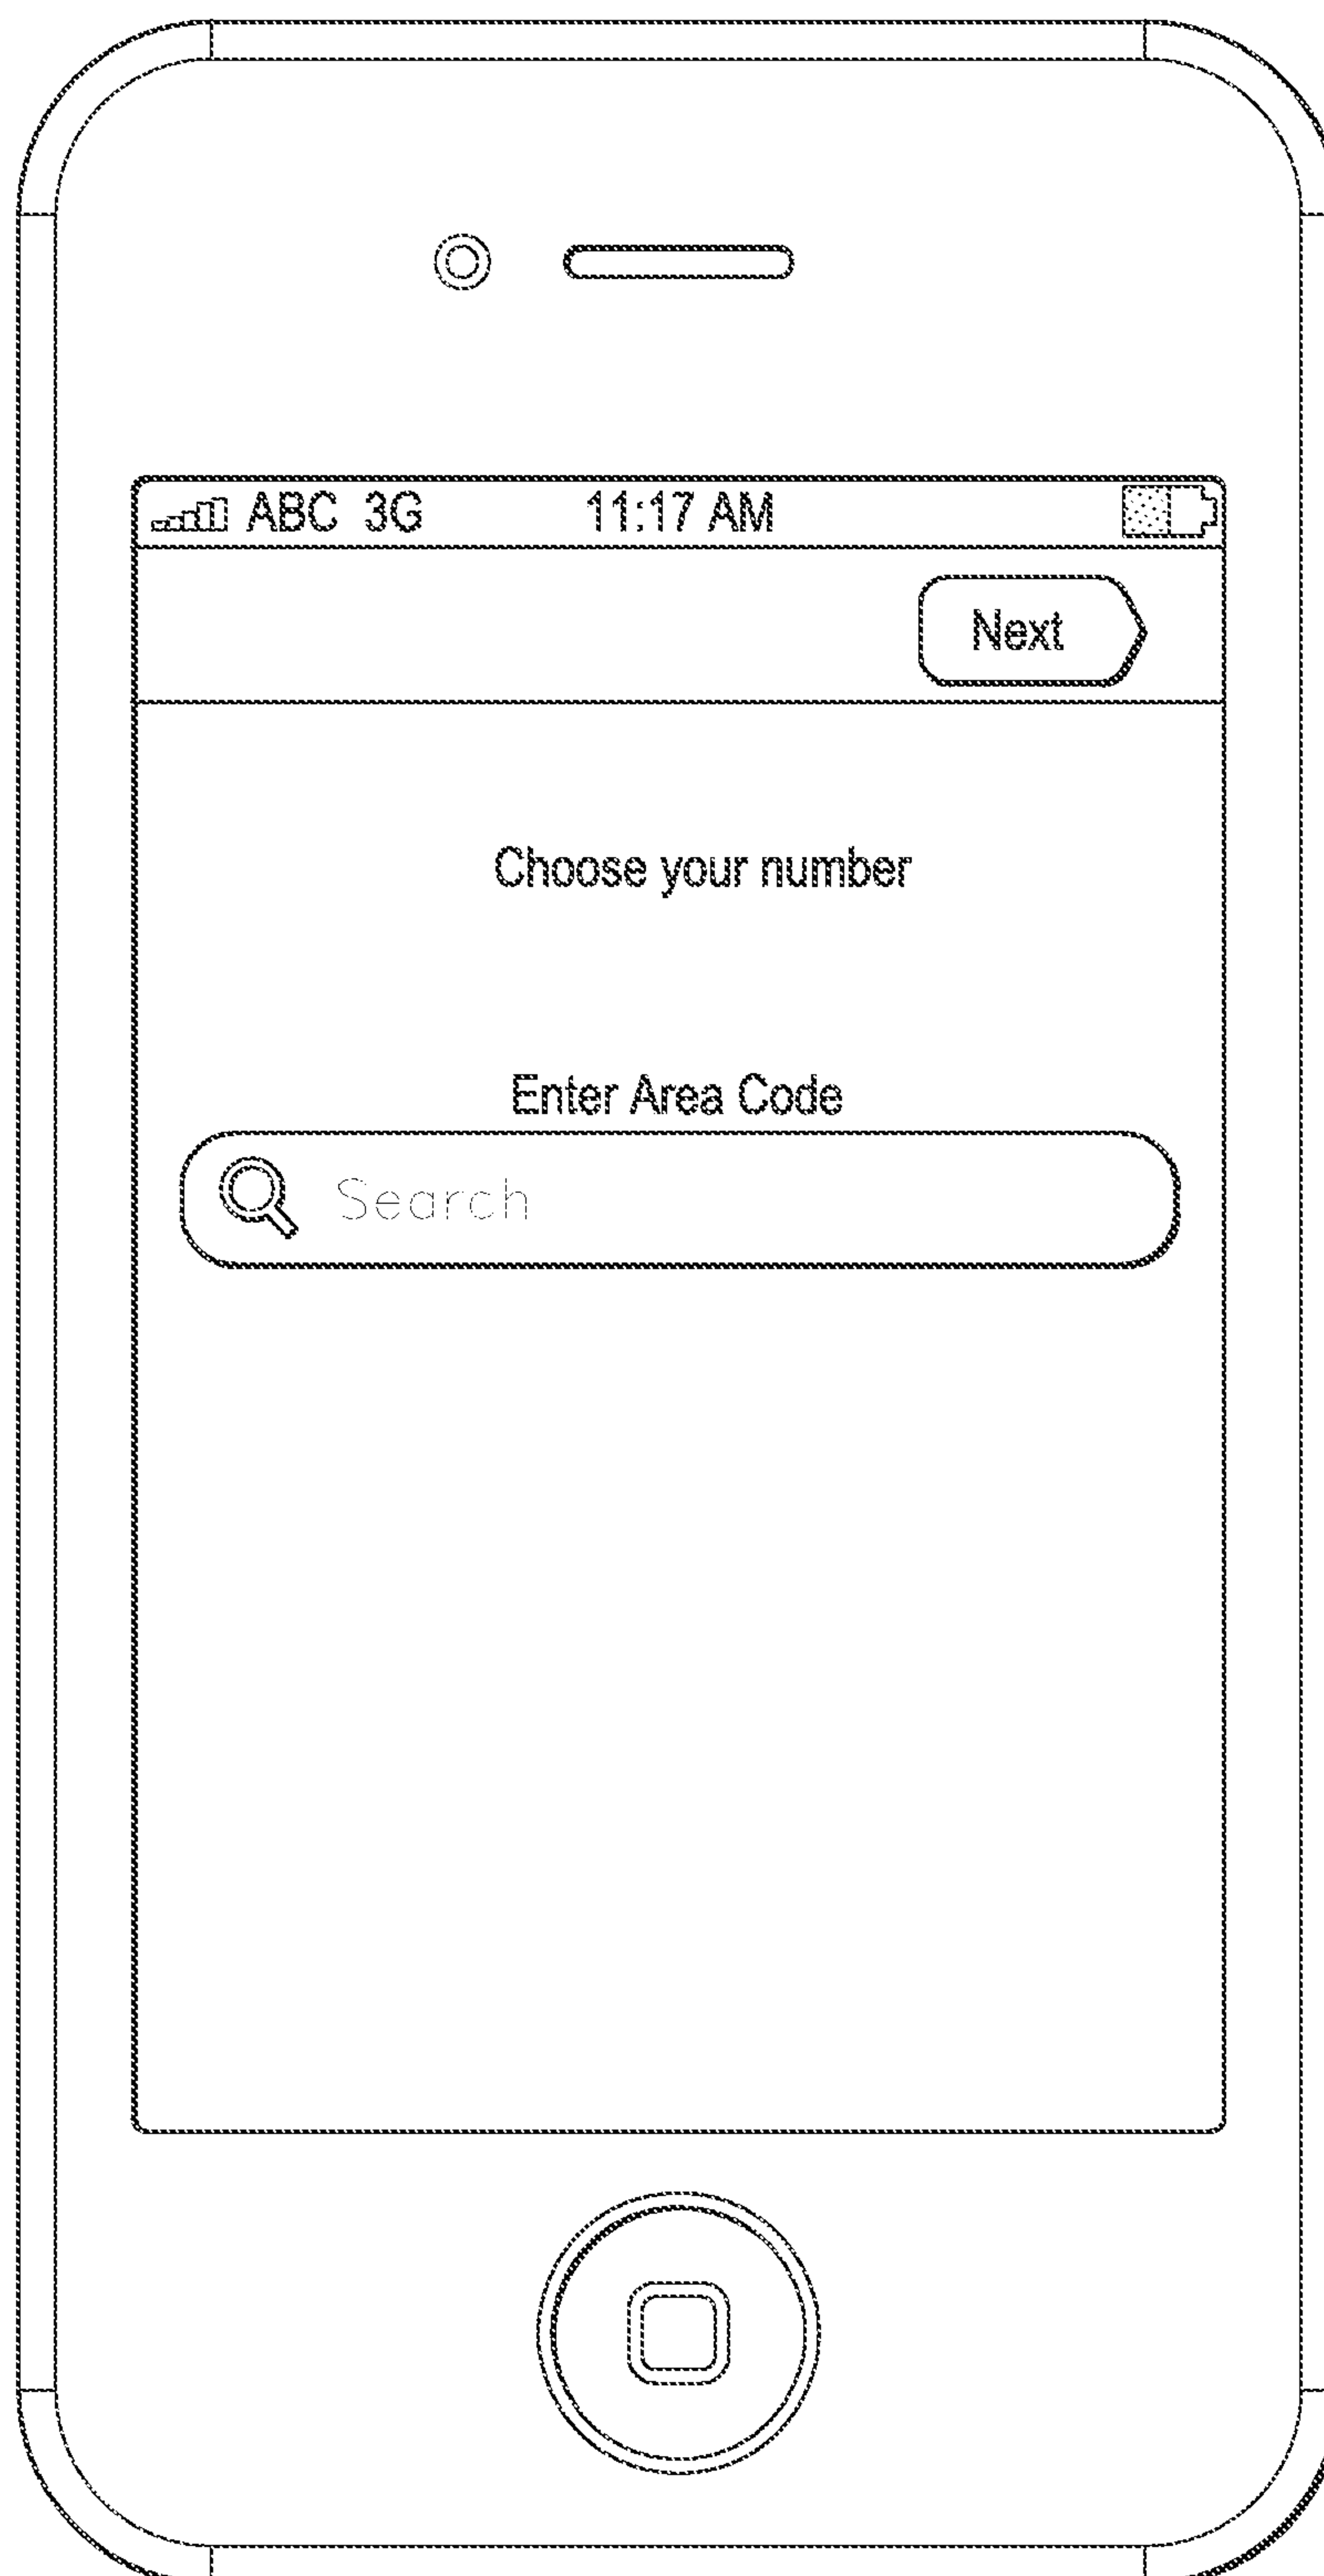 ABC 3G 11:17 AM
Next
Choose your number
Enter Area Code
Search